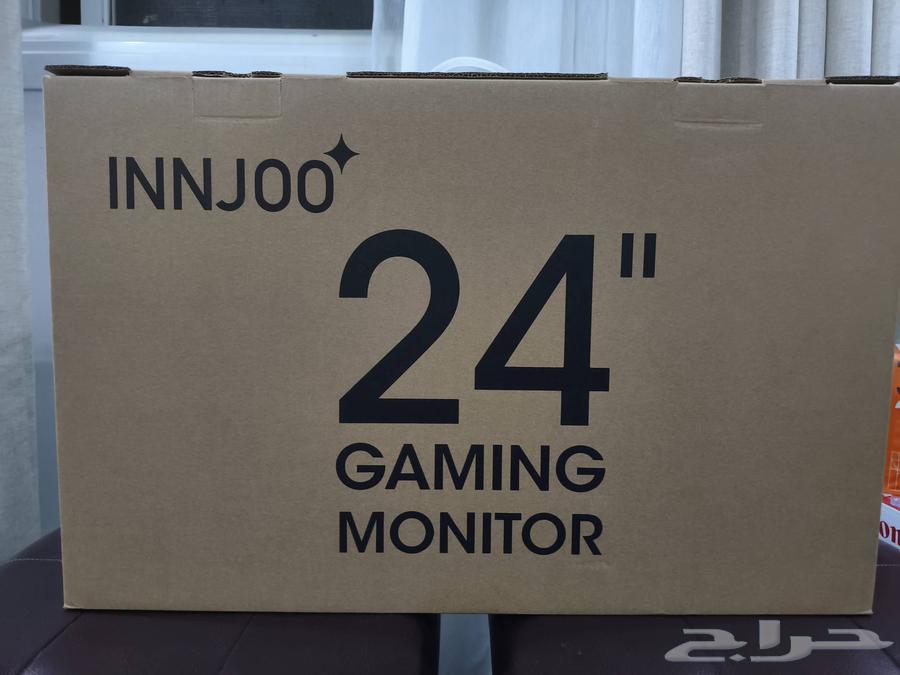 INNJOO
24"
GAMING
MONITOR
حراج